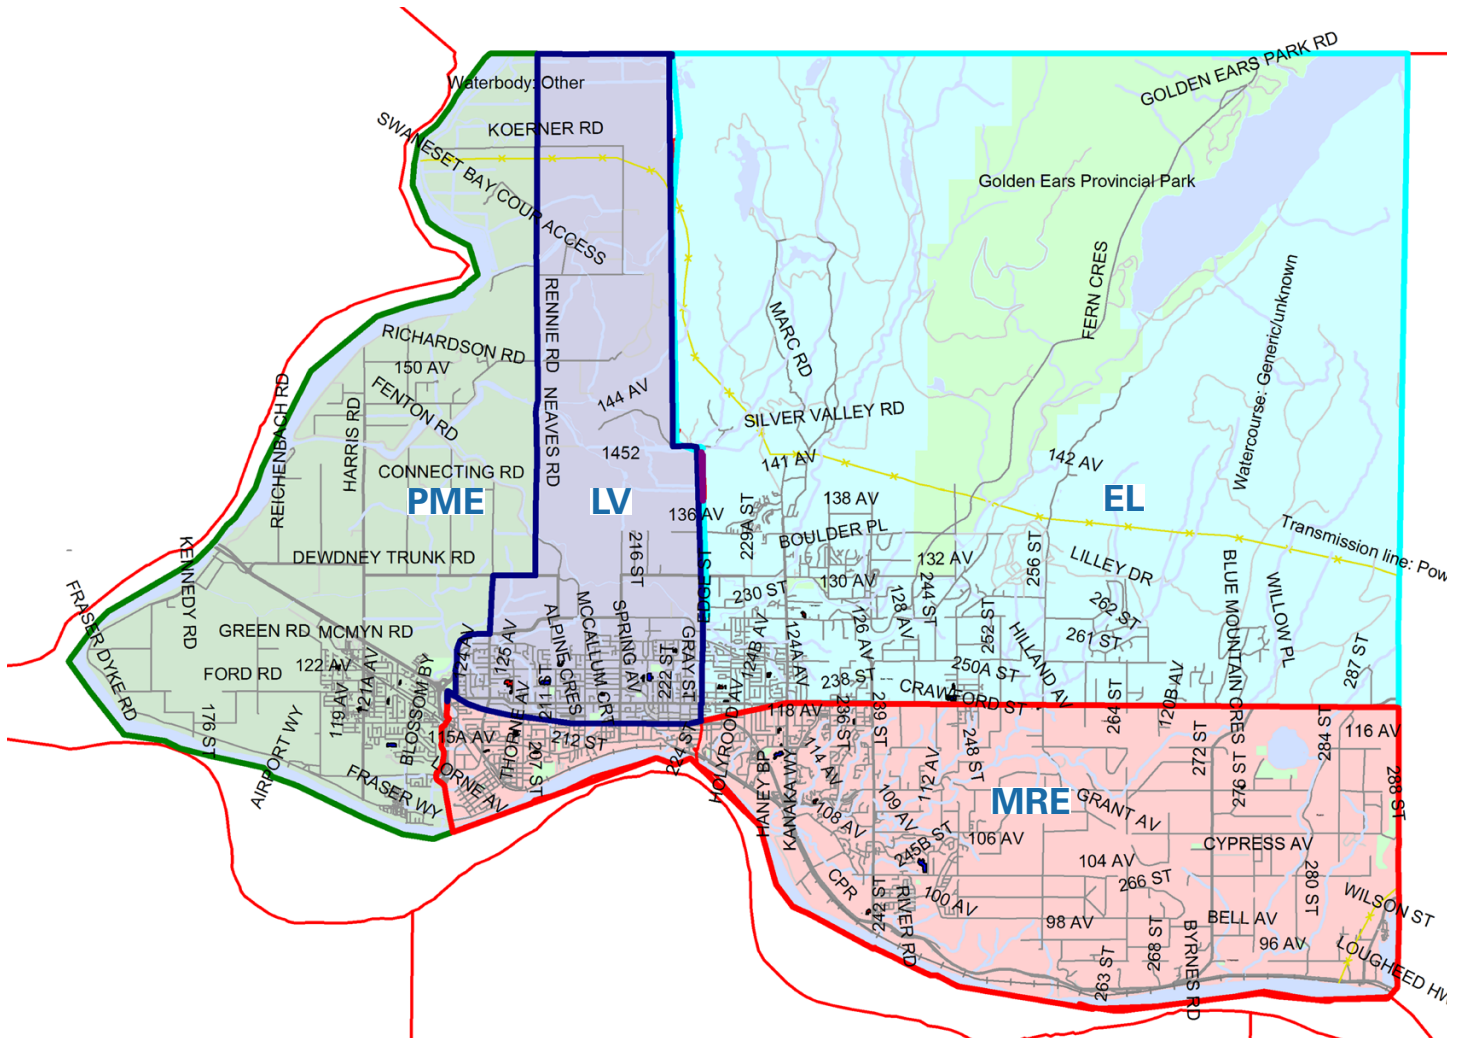 GOLDEN EARS PARK RD
Waterbody: Other
KOERNER RD
SWANESET BAY COUR ACCESS
Golden Ears Provincial Park
FERN CRES
Watercourse: Generic/unknown
RENNIE RD
MARC RD
RICHARDSON RD
150 AV
FENTON RD
144 AV
NEAVES RD
REICHENBACH RD
HARRIS RD
SILVER VALLEY RD
1452
141 AV
142 AV
CONNECTING RD
PME
LV
EL
138 AV
136 AV
229A ST
BOULDER PL
Transmission line: Pow
KENNEDY RD
DEWDNEY TRUNK RD
216 ST
EDGE ST
132 AV
256 ST
LILLEY DR
BLUE MOUNTAIN CRES
WILLOW PL
130 AV
230 ST
128 AV
244 ST
262 ST
FRASER DYKE RD
GREEN RD
MCMYN RD
124 AV
125 AV
ALPINE CRES
MCCALLUM CRT
SPRING AV
222 ST
GRAY ST
124B AV
124A AV
126 AV
252 ST
HILLAND AV
261 ST
287 ST
FORD RD
122 AV
121A AV
119 AV
BLOSSOM BY
211 ST
238 ST
250A ST
CRAWFORD ST
264 ST
120B AV
176 ST
AIRPORT WY
115A AV
THORNE AV
207 ST
212 ST
224 ST
HOLYROOD AV
118 AV
236 ST
239 ST
248 ST
272 ST
276 ST
284 ST
116 AV
FRASER WY
LORNE AV
HANEY BP
KANAKA WY
114 AV
112 AV
109 AV
108 AV
MRE
GRANT AV
288 ST
245B ST
106 AV
CYPRESS AV
104 AV
CPR
242 ST
RIVER RD
100 AV
266 ST
280 ST
WILSON ST
98 AV
BELL AV
268 ST
BYRNES RD
96 AV
263 ST
LOUGHEED HW